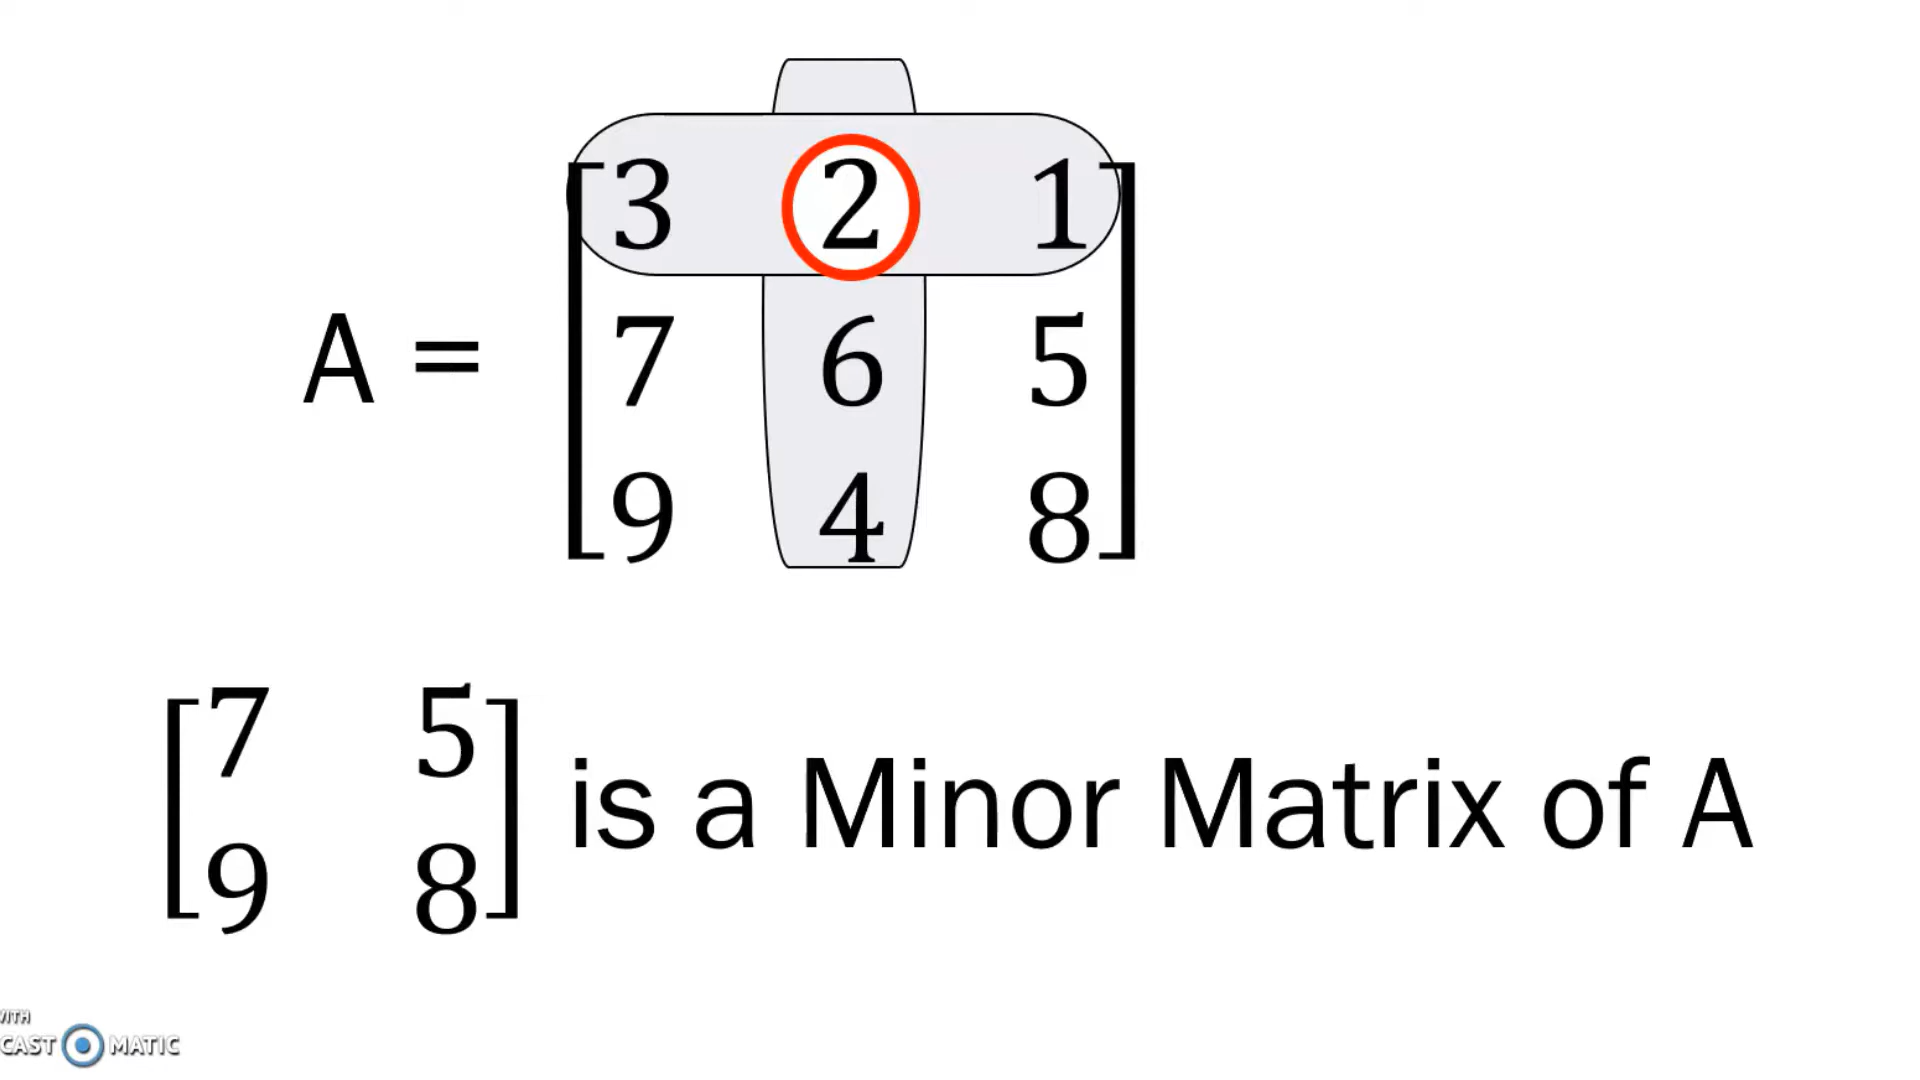 3 2 1
A = 7 6 5
9 4 8
7 5
9 8
is a Minor Matrix of A
WITH
CAST MATIC